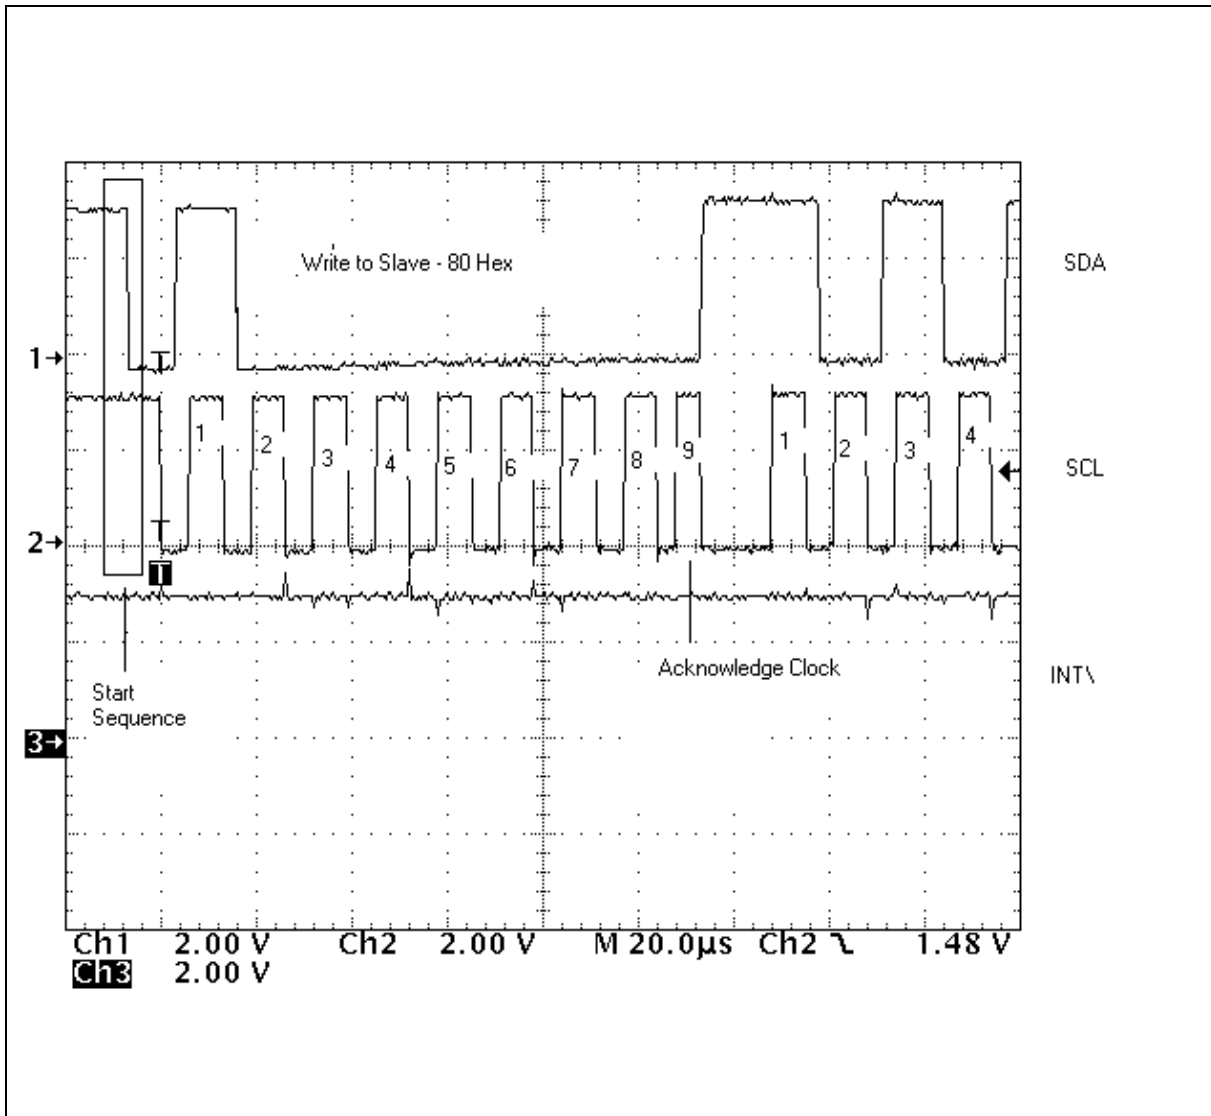 Write to Slave - 80 Hex
SDA
1
T
1 2 3 4 5 6 7 8 9 1 2 3 4
SCL
T
2
T
Acknowledge Clock
INT\
Start
Sequence
3
Ch1 2.00 V Ch2 2.00 V M 20.0µs Ch2 1.48 V
Ch3 2.00 V